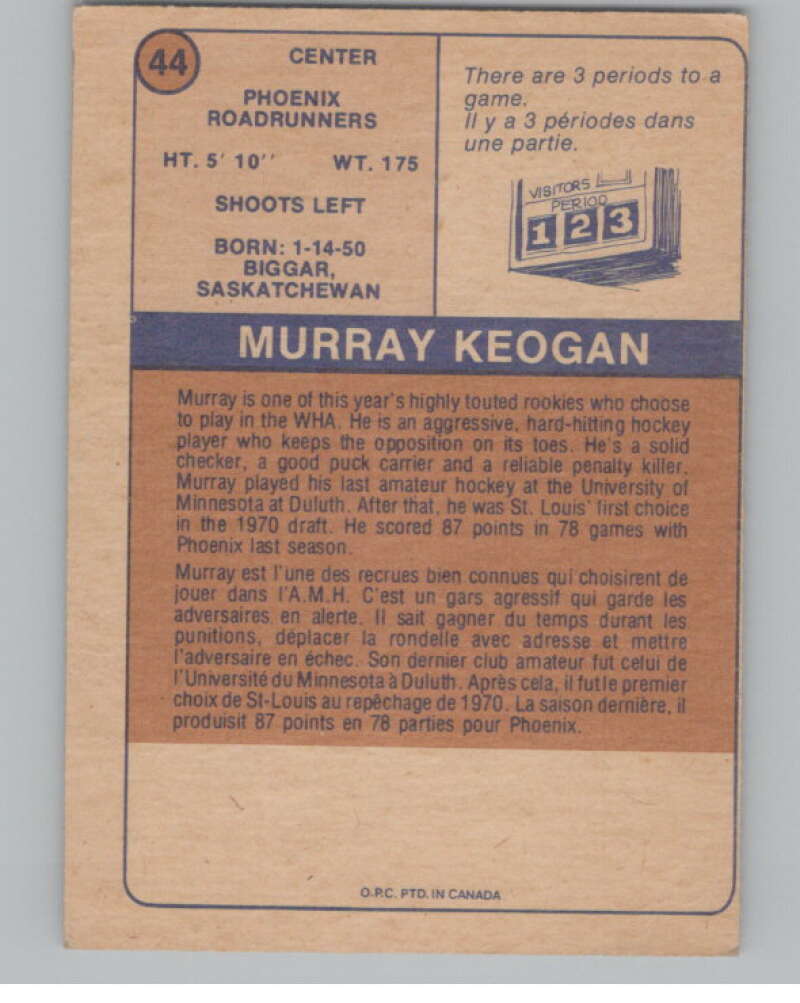 44
CENTER
PHOENIX
ROADRUNNERS
HT. 5' 10'' WT. 175
SHOOTS LEFT
BORN: 1-14-50
BIGGAR,
SASKATCHEWAN
There are 3 periods to a
game.
Il y a 3 périodes dans
une partie.
VISITORS
PERIOD
1 2 3
MURRAY KEOGAN
Murray is one of this year's highly touted rookies who choose
to play in the WHA. He is an aggressive, hard-hitting hockey
player who keeps the opposition on its toes. He's a solid
checker, a good puck carrier and a reliable penalty killer.
Murray played his last amateur hockey at the University of
Minnesota at Duluth. After that, he was St. Louis' first choice
in the 1970 draft. He scored 87 points in 78 games with
Phoenix last season.
Murray est l'une des recrues bien connues qui choisirent de
jouer dans l'A.M.H. C'est un gars agressif qui garde les
adversaires en alerte. Il sait gagner du temps durant les
punitions, déplacer la rondelle avec adresse et mettre
l'adversaire en échec. Son dernier club amateur fut celui de
l'Université du Minnesota à Duluth. Après cela, il fut le premier
choix de St-Louis au repêchage de 1970. La saison dernière, il
produisit 87 points en 78 parties pour Phoenix.
O.P.C. PTD. IN CANADA